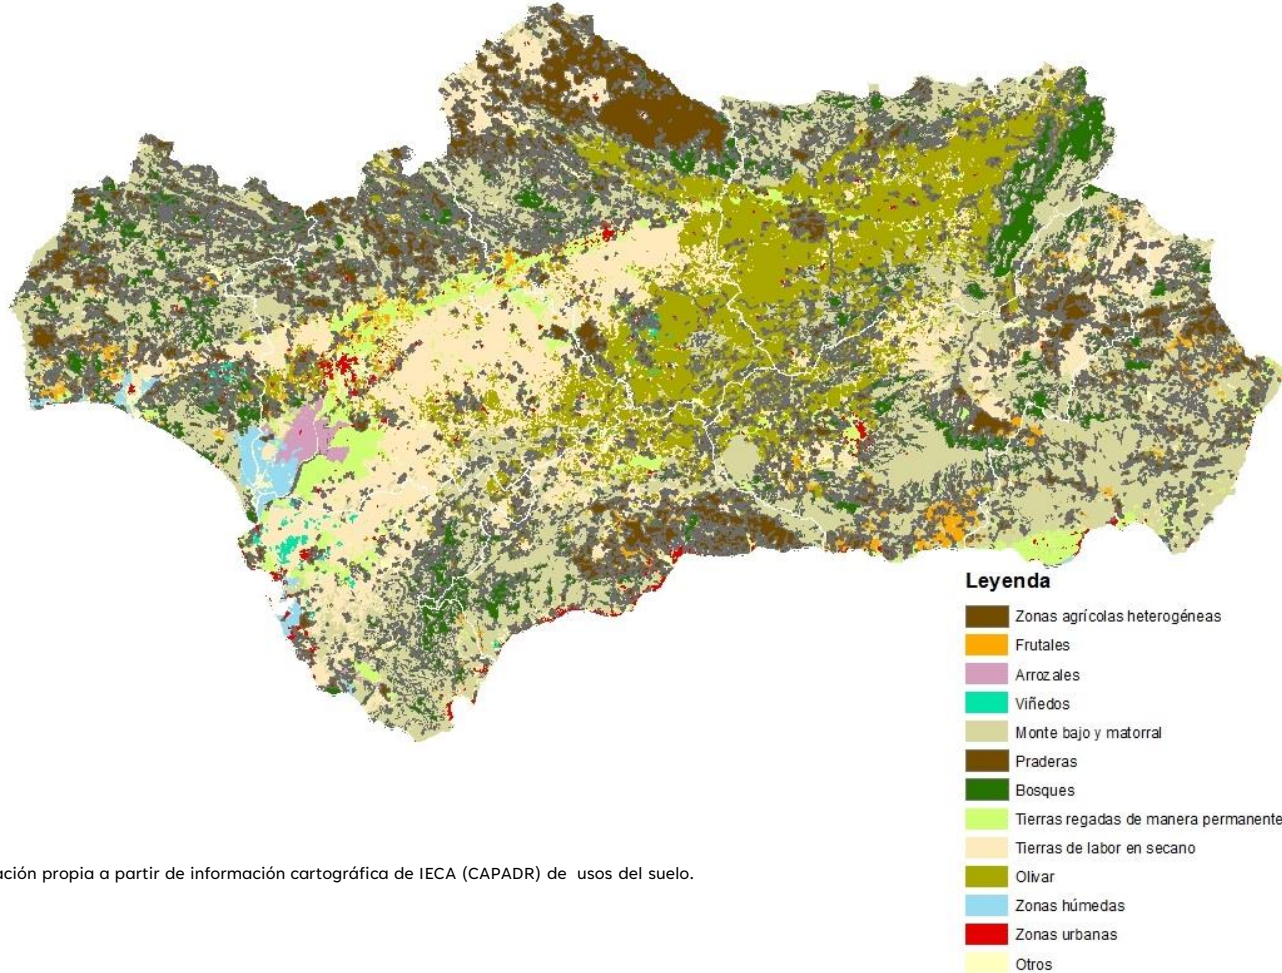 Leyenda
Zonas agrícolas heterogéneas
Frutales
Arrozales
Viñedos
Monte bajo y matorral
Praderas
Bosques
Tierras regadas de manera permanente
Tierras de labor en secano
Olivar
Zonas húmedas
Zonas urbanas
Otros
ación propia a partir de información cartográfica de IECA (CAPADR) de usos del suelo.